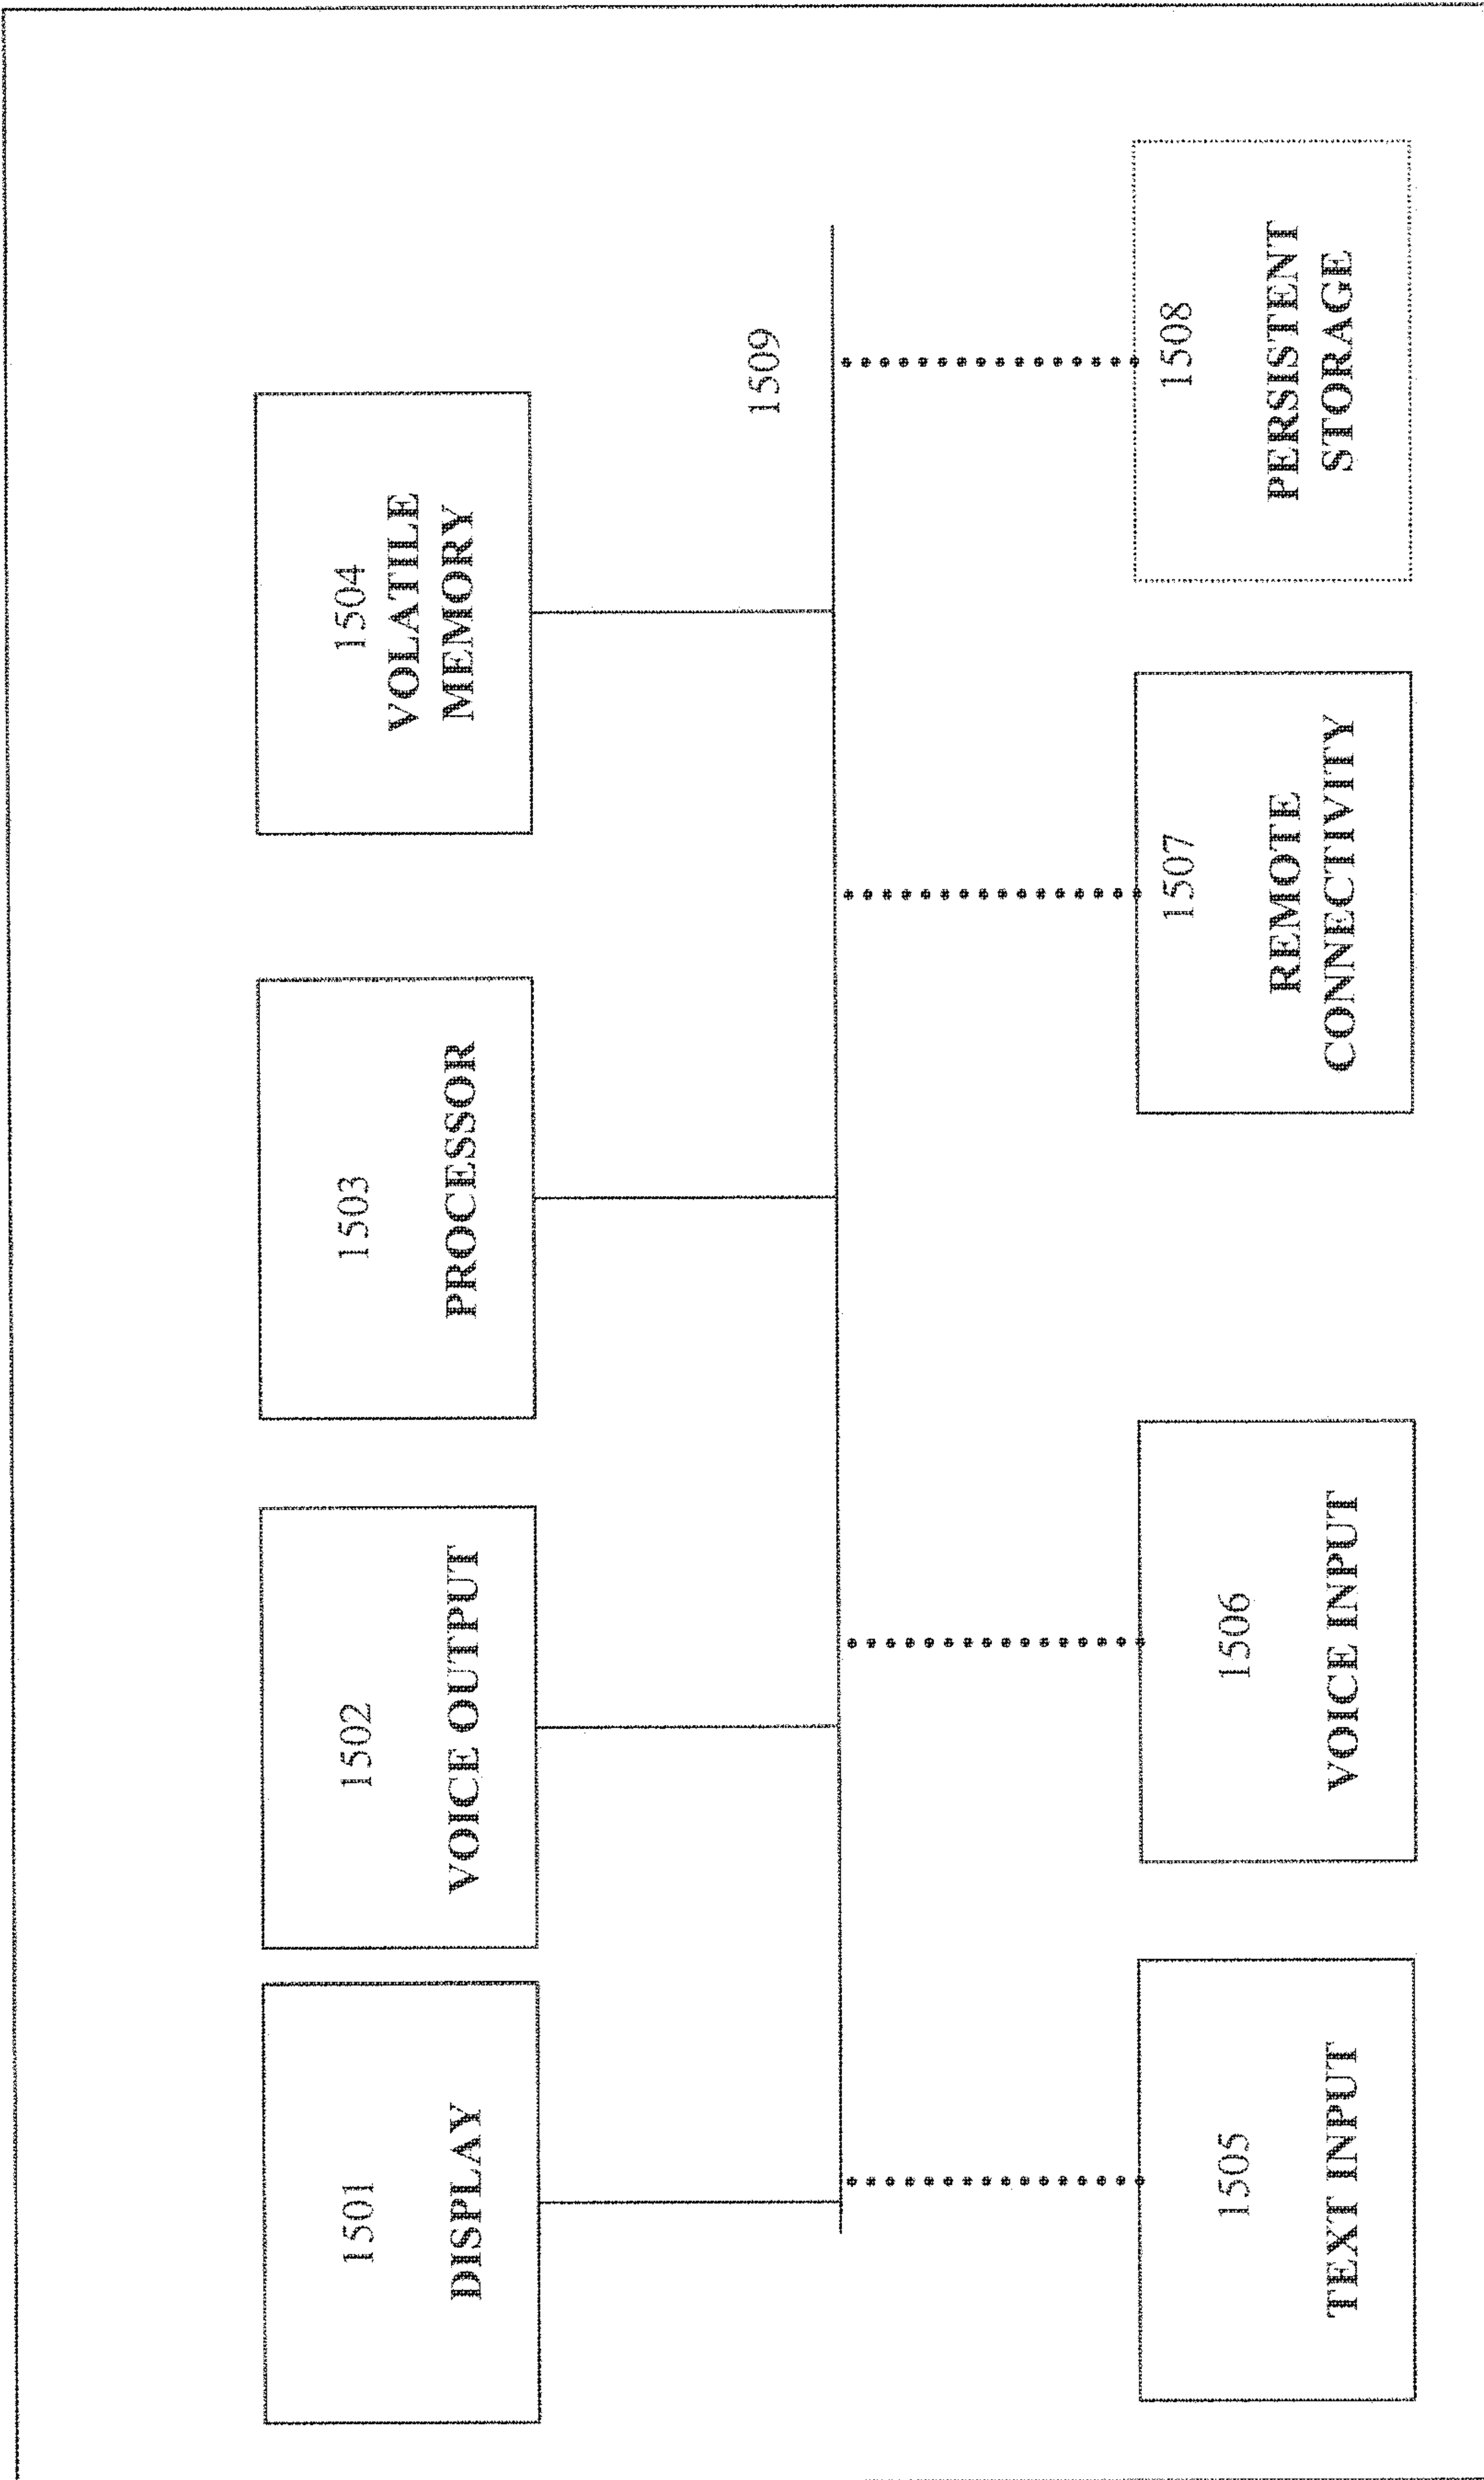 1501
DISPLAY
1502
VOICE OUTPUT
1503
PROCESSOR
1504
VOLATILE
MEMORY
1509
1505
TEXT INPUT
1506
VOICE INPUT
1507
REMOTE
CONNECTIVITY
1508
PERSISTENT
STORAGE